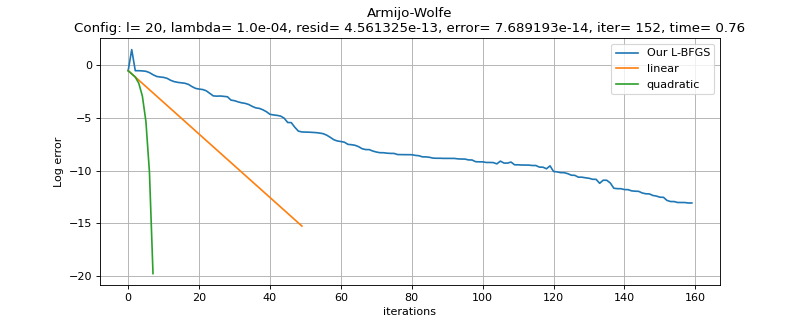 Armijo-Wolfe
Config: l= 20, lambda= 1.0e-04, resid= 4.561325e-13, error= 7.689193e-14, iter= 152, time= 0.76
Our L-BFGS
linear
quadratic
Log error
0
−5
−10
−15
−20
0 20 40 60 80 100 120 140 160
iterations